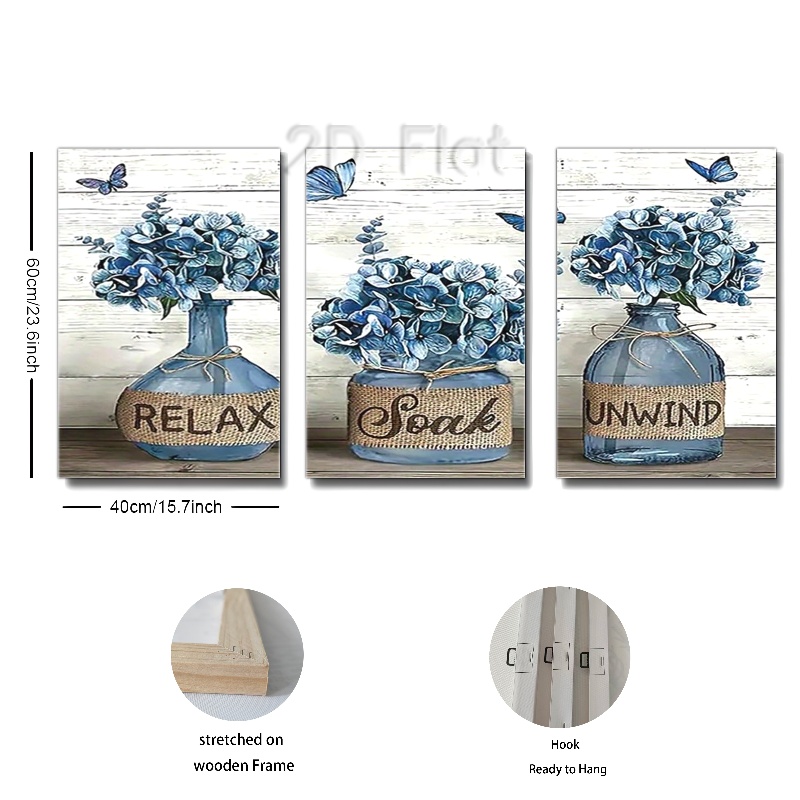 2D Flat
60cm/23.6inch
RELAX
Soak
UNWIND
40cm/15.7inch
stretched on
wooden Frame
Hook
Ready to Hang